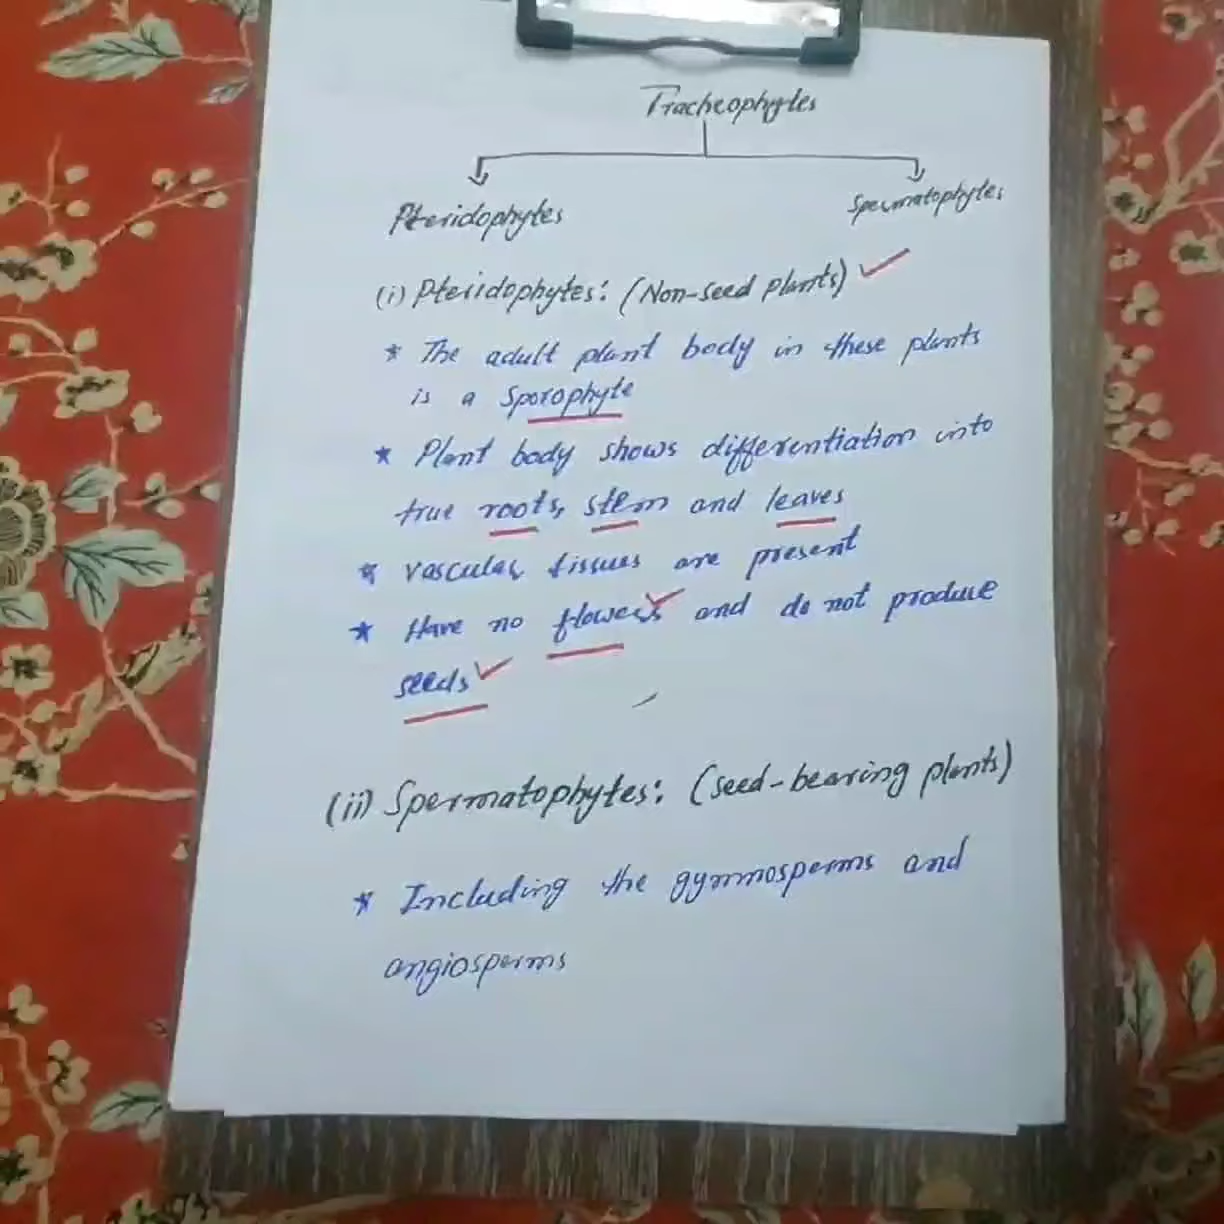 Tracheophytes
Pteridophytes
Spermatophytes
(i) Pteridophytes: (Non-seed plants)
* The adult plant body in these plants
is a Sporophyte
* Plant body shows differentiation into
true roots, stem and leaves
* vascular tissues are present
* Have no flowers and do not produce
seeds
(ii) Spermatophytes: (seed-bearing plants)
* Including the gymnosperms and
angiosperms